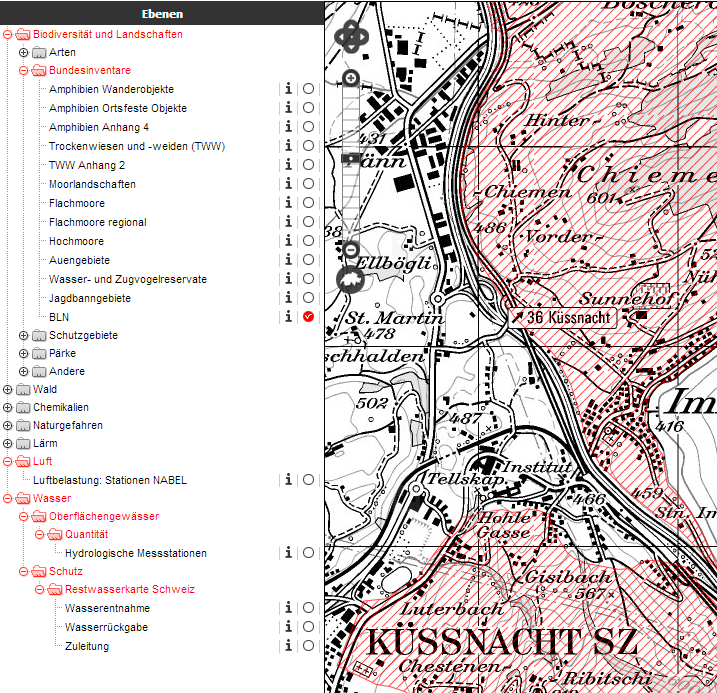 Ebenen
Biodiversität und Landschaften
Arten
Bundesinventare
Amphibien Wanderobjekte
Amphibien Ortsfeste Objekte
Amphibien Anhang 4
Trockenwiesen und -weiden (TWW)
TWW Anhang 2
Moorlandschaften
Flachmoore
Flachmoore regional
Hochmoore
Auengebiete
Wasser- und Zugvogelreservate
Jagdbanngebiete
BLN
Schutzgebiete
Pärke
Andere
Wald
Chemikalien
Naturgefahren
Lärm
Luft
Luftbelastung: Stationen NABEL
Wasser
Oberflächengewässer
Quantität
Hydrologische Messstationen
Schutz
Restwasserkarte Schweiz
Wasserentnahme
Wasserrückgabe
Zuleitung
Hinter-
431
änn
Chieme
Chiemen
601
486
Vorder-
38
Ellbögli
Nü
Sunnehof
St. Martin
36 Küssnacht
478
schhalden
502
487
Im
416
Institut
Tellskap.
466
459
Sin. Im
Hohle
Gasse
Gisibach
567
Luterbach
KÜSSNACHT SZ
Chestenen-
Ribitschi